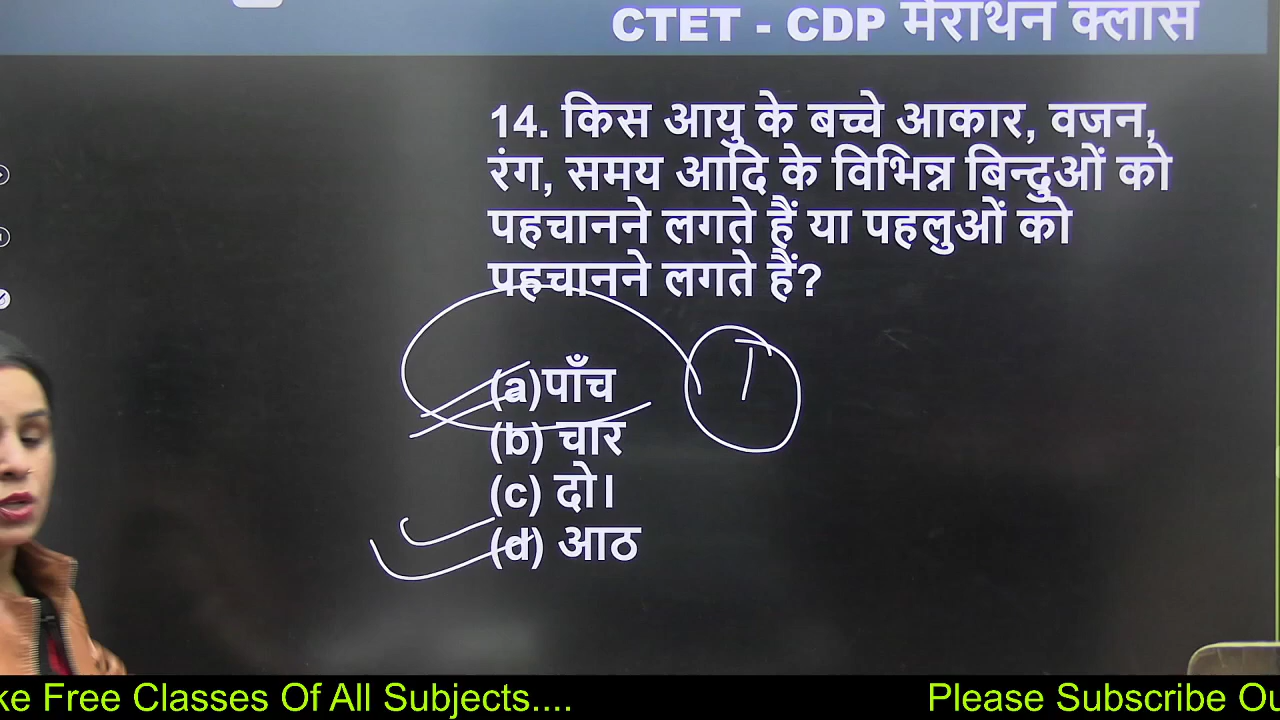 CTET - CDP मैराथन क्लास
14. किस आयु के बच्चे आकार, वजन,
रंग, समय आदि के विभिन्न बिन्दुओं को
पहचानने लगते हैं या पहलुओं को
पहचानने लगते हैं?
(a)पाँच
(b) चार
(c) दो।
(d) आठ
ke Free Classes Of All Subjects.... Please Subscribe Ou